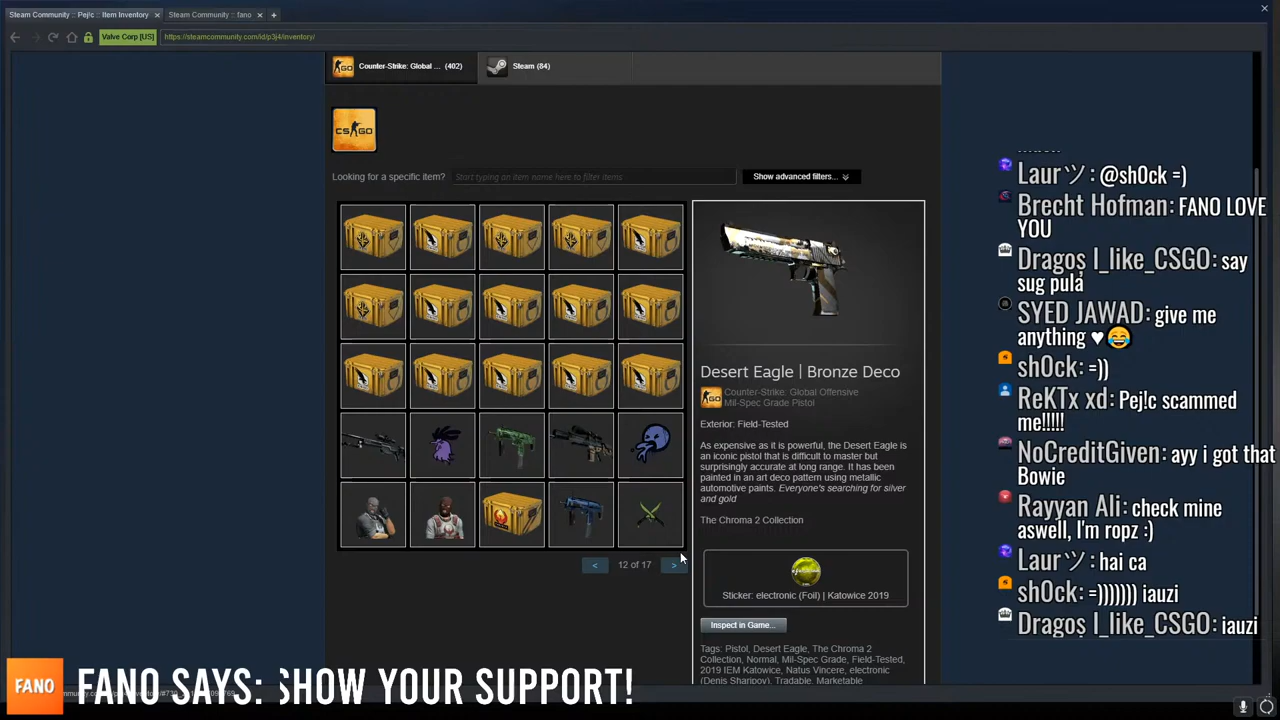 Steam Community :: Pej!c :: Item Inventory
Steam Community :: fano
Valve Corp [US]
https://steamcommunity.com/id/p3j4/inventory/
Counter-Strike: Global ... (402)
Steam (84)
CS GO
Looking for a specific item?
Start typing an item name here to filter items
Show advanced filters...
Desert Eagle | Bronze Deco
Counter-Strike: Global Offensive
Mil-Spec Grade Pistol
Exterior: Field-Tested
As expensive as it is powerful, the Desert Eagle is
an iconic pistol that is difficult to master but
surprisingly accurate at long range. It has been
painted in an art deco pattern using metallic
automotive paints. Everyone's searching for silver
and gold
The Chroma 2 Collection
Sticker: electronic (Foil) | Katowice 2019
Inspect in Game...
Tags: Pistol, Desert Eagle, The Chroma 2
Collection, Normal, Mil-Spec Grade, Field-Tested,
2019 IEM Katowice, Natus Vincere, electronic
(Denis Sharipov), Tradable, Marketable
< 12 of 17 >
Laurツ: @sh0ck =)
Brecht Hofman: FANO LOVE
YOU
Dragoș I_like_CSGO: say
sug pula
SYED JAWAD: give me
anything ♥😂
sh0ck: =))
ReKTx xd: Pej!c scammed
me!!!!!
NoCreditGiven: ayy i got that
Bowie
Rayyan Ali: check mine
aswell, I'm ropz :)
Laurツ: hai ca
sh0ck: =))))))) iauzi
Dragoș I_like_CSGO: iauzi
FANO
FANO SAYS: SHOW YOUR SUPPORT!